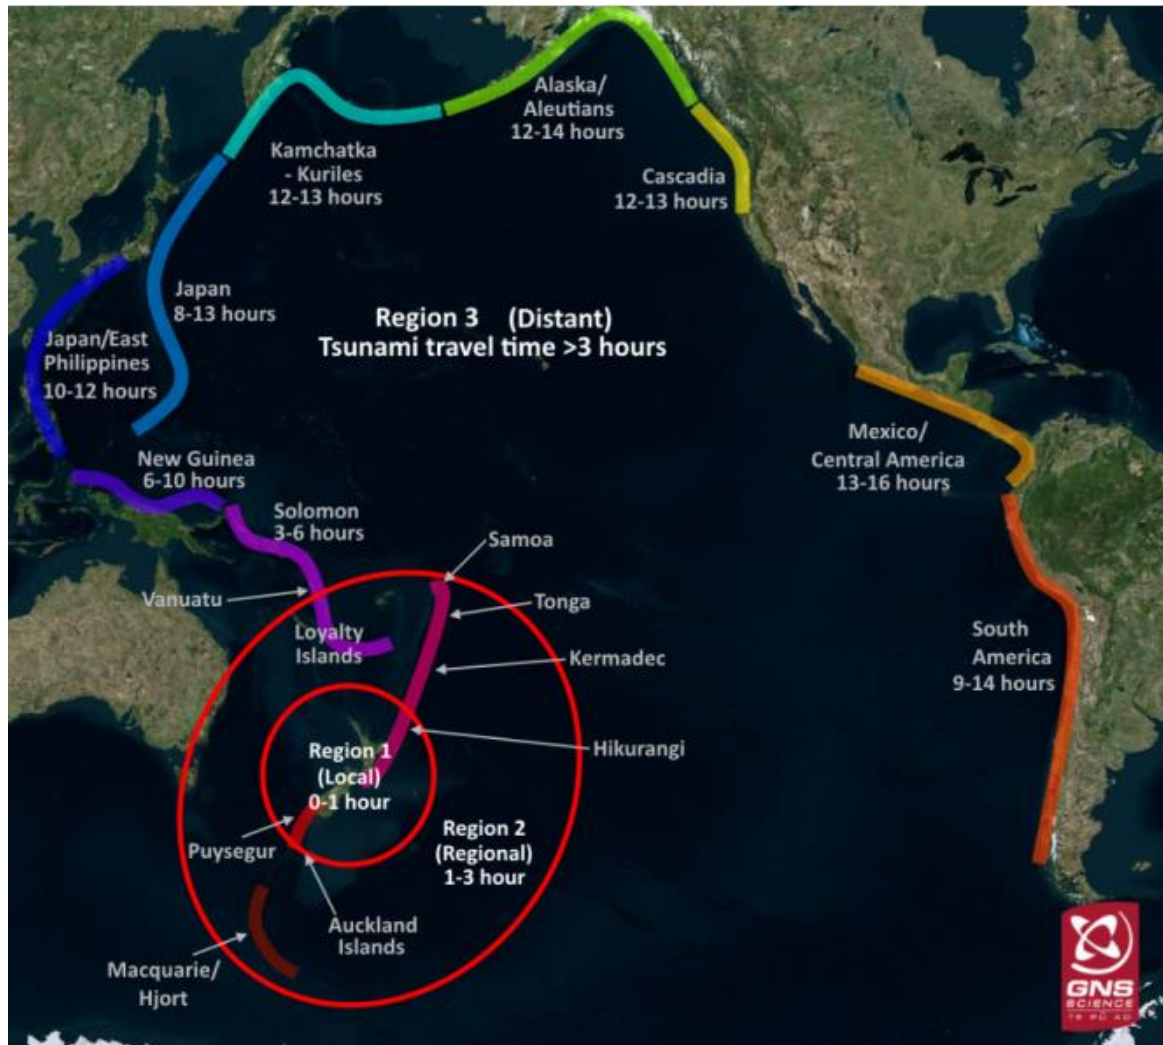 Alaska/
Aleutians
12-14 hours
Kamchatka
- Kuriles
12-13 hours
Cascadia
12-13 hours
Japan
8-13 hours
Region 3 (Distant)
Tsunami travel time >3 hours
Japan/East
Philippines
10-12 hours
Mexico/
Central America
13-16 hours
New Guinea
6-10 hours
Solomon
3-6 hours
Samoa
Vanuatu
Tonga
Loyalty
Islands
Kermadec
South
America
9-14 hours
Hikurangi
Region 1
(Local)
0-1 hour
Puysegur
Region 2
(Regional)
1-3 hour
Auckland
Islands
Macquarie/
Hjort
GNS
SCIENCE
TE PŪ AO